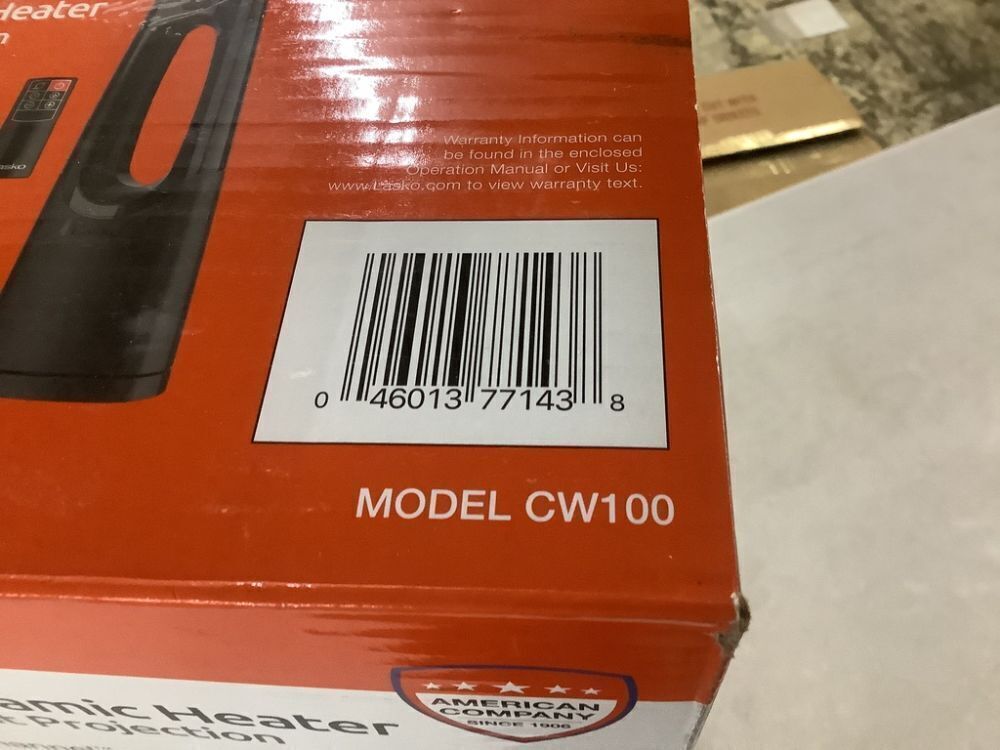 Heater
Warranty Information can
be found in the enclosed
Operation Manual or Visit Us:
www.Lasko.com to view warranty text.
0 46013 77143 8
MODEL CW100
amic Heater
t Projection
AMERICAN
COMPANY
SINCE 1906